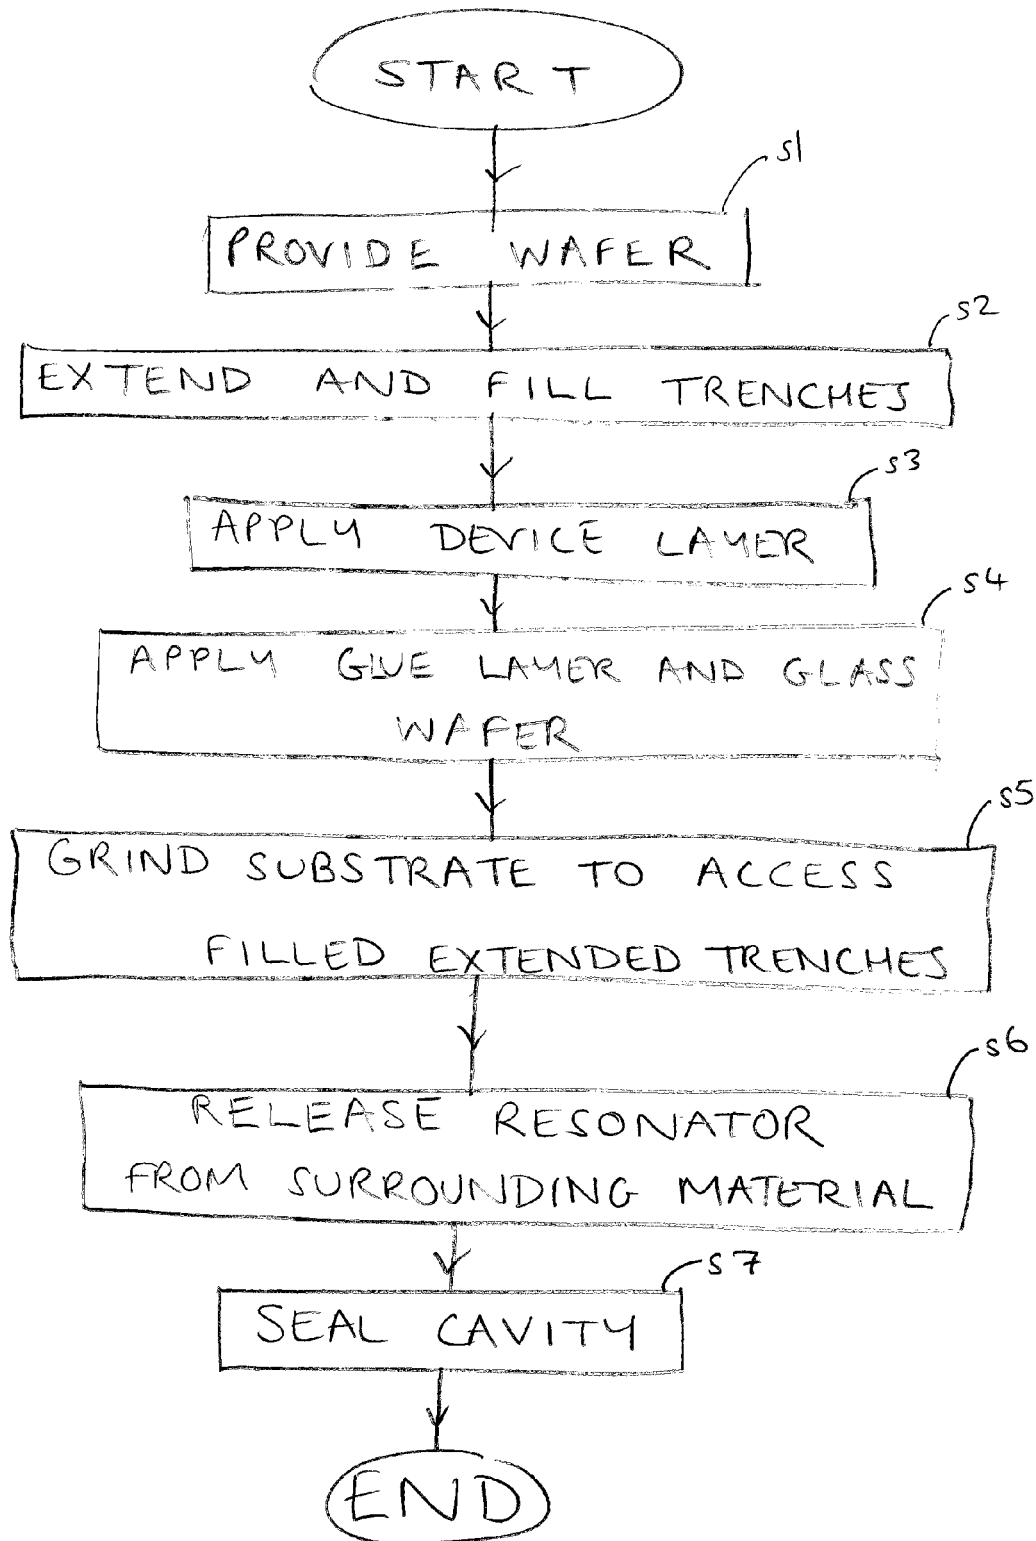 START
s1
PROVIDE WAFER
s2
EXTEND AND FILL TRENCHES
s3
APPLY DEVICE LAYER
s4
APPLY GLUE LAYER AND GLASS
WAFER
s5
GRIND SUBSTRATE TO ACCESS
FILLED EXTENDED TRENCHES
s6
RELEASE RESONATOR
FROM SURROUNDING MATERIAL
s7
SEAL CAVITY
END